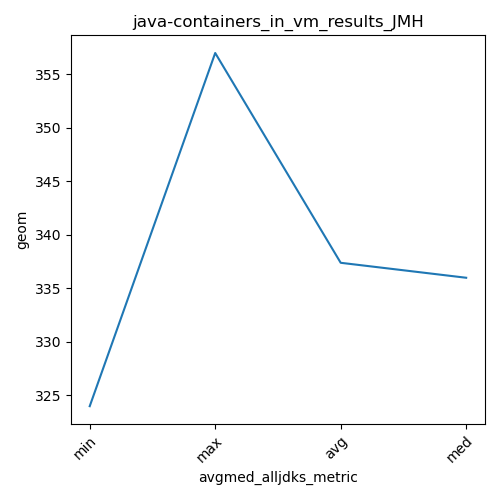 java-containers_in_vm_results_JMH
355
350
345
340
335
330
325
geom
min
max
avg
med
avgmed_alljdks_metric